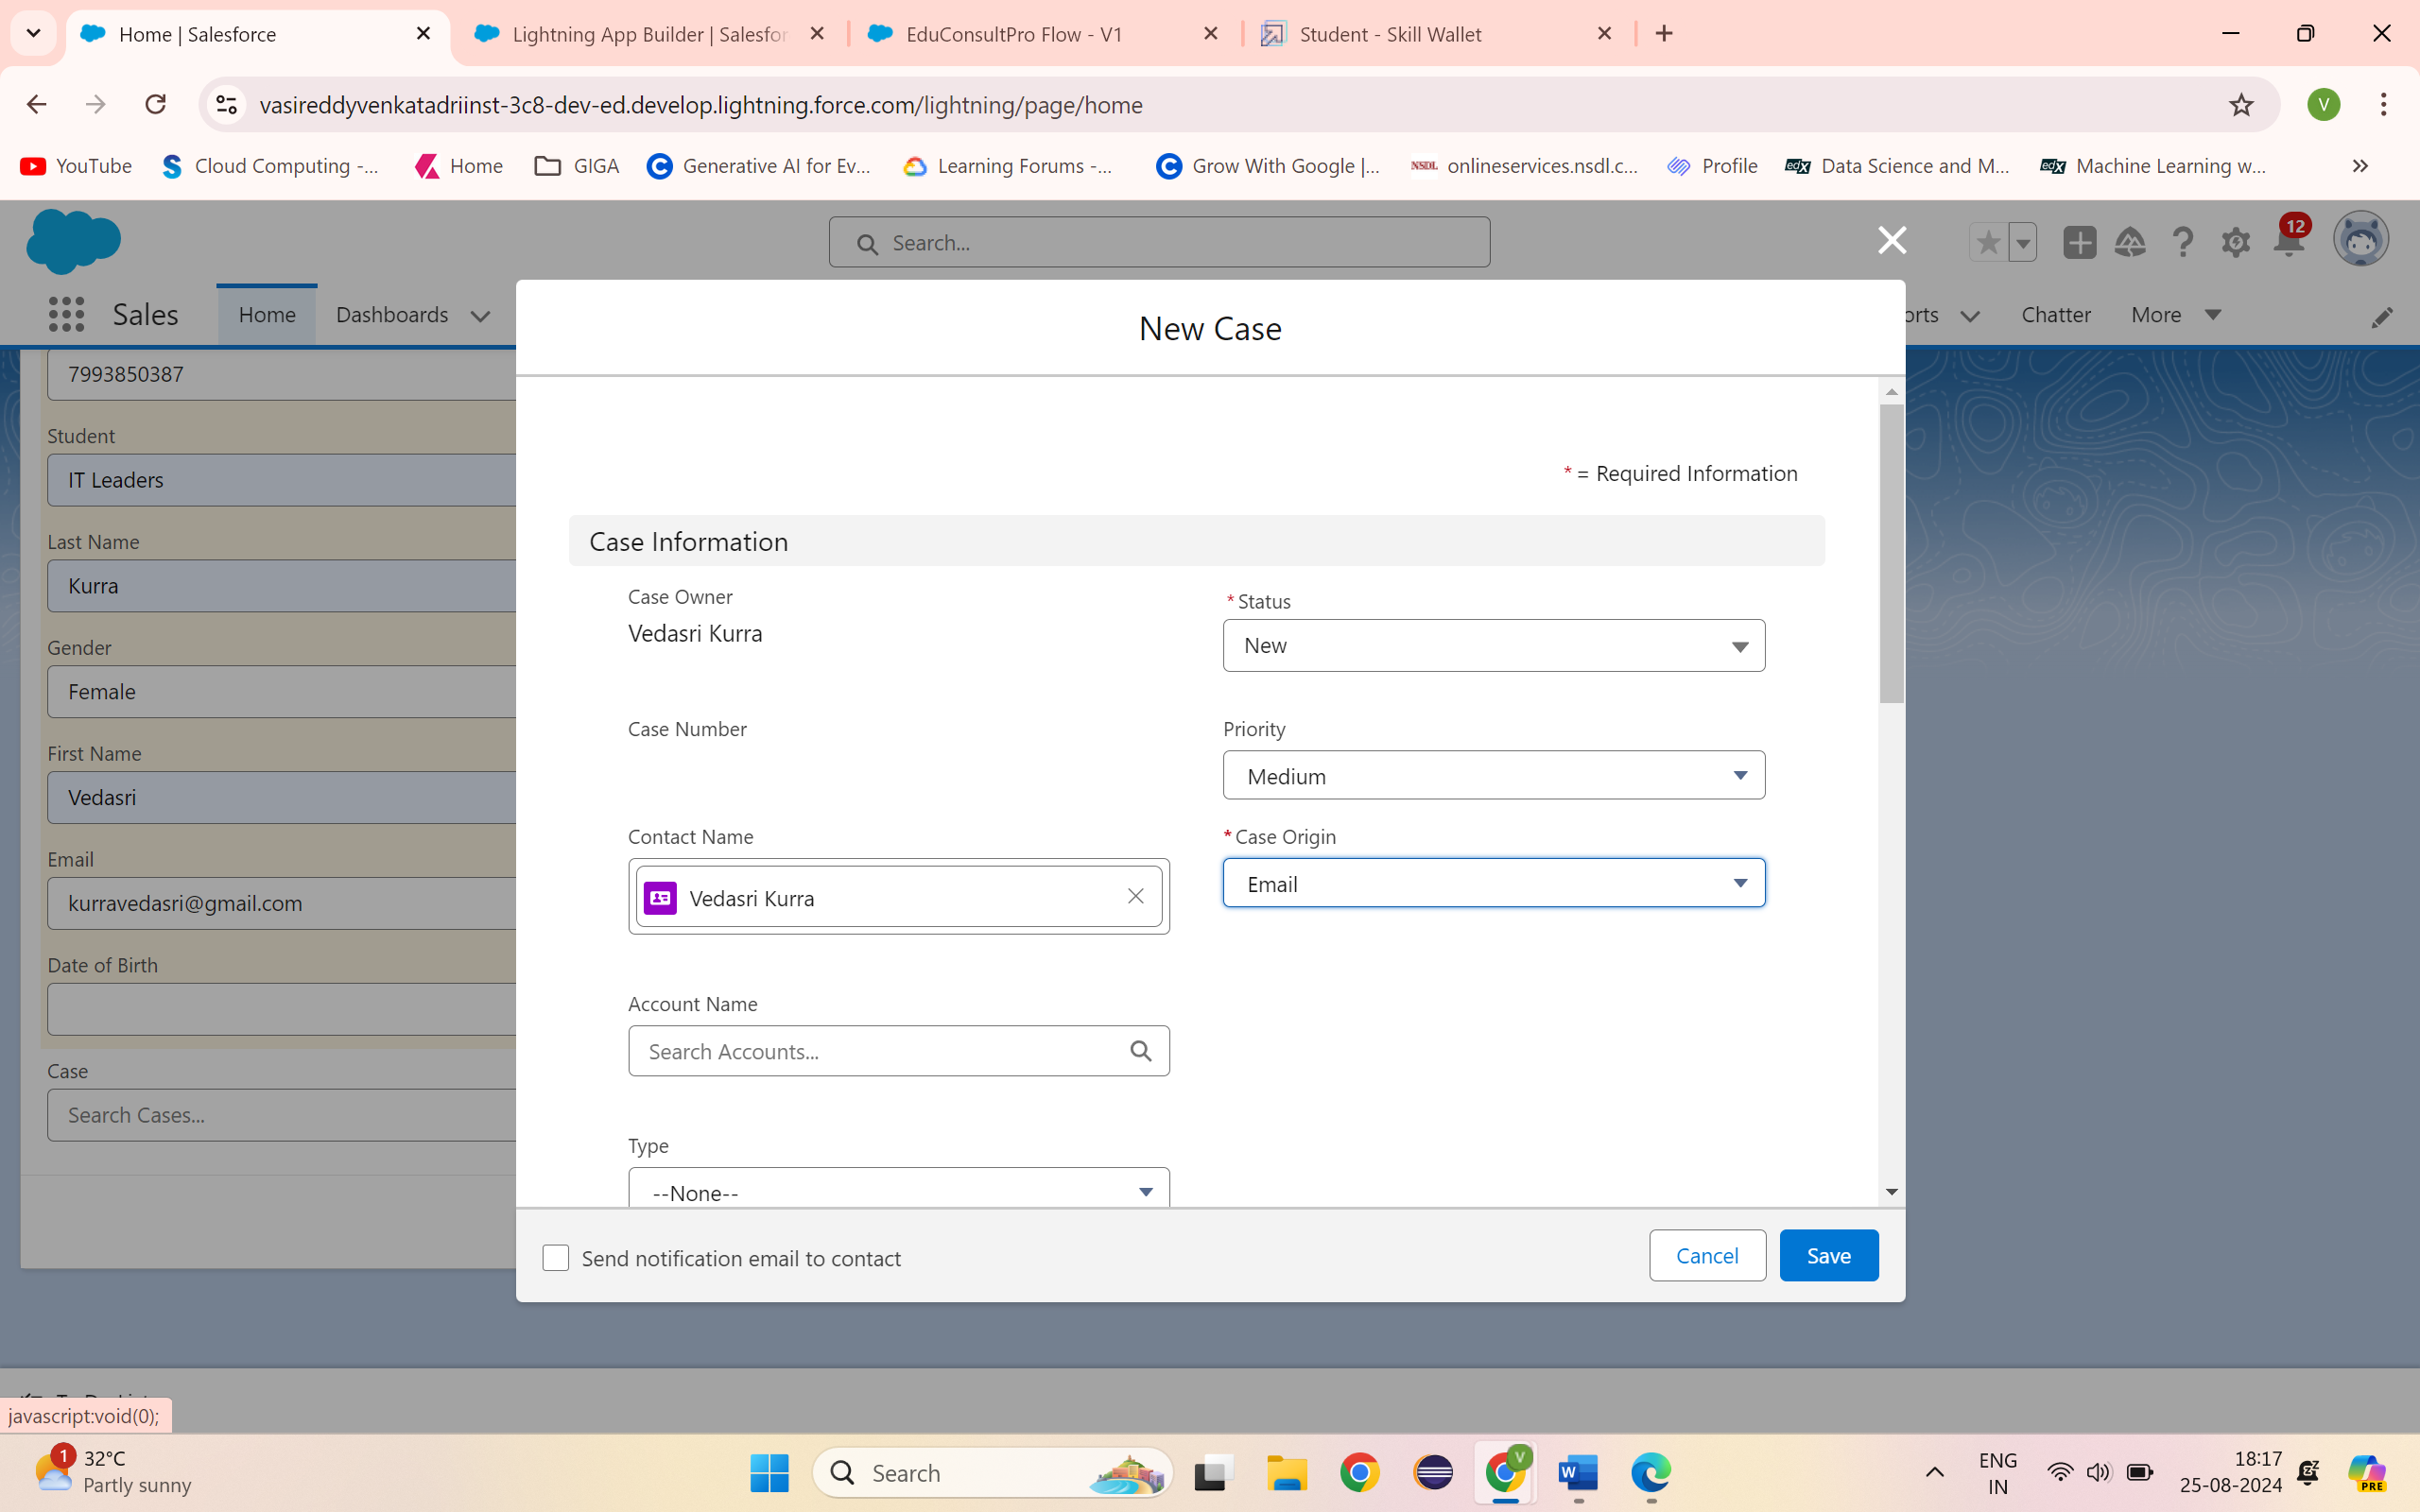 Home | Salesforce
Lightning App Builder | Salesfor
EduConsultPro Flow - V1
Student - Skill Wallet
vasireddyvenkatadriinst-3c8-dev-ed.develop.lightning.force.com/lightning/page/home
V
YouTube
Cloud Computing -...
Home
GIGA
Generative AI for Ev...
Learning Forums -...
Grow With Google |...
NSDL onlineservices.nsdl.c...
Profile
edX Data Science and M...
edX Machine Learning w...
Search...
12
Sales
Home
Dashboards
orts
Chatter
More
7993850387
Student
IT Leaders
Last Name
Kurra
Gender
Female
First Name
Vedasri
Email
kurravedasri@gmail.com
Date of Birth
Case
Search Cases...
New Case
* = Required Information
Case Information
Case Owner
Vedasri Kurra
* Status
New
Case Number
Priority
Medium
Contact Name
Vedasri Kurra
* Case Origin
Email
Account Name
Search Accounts...
Type
--None--
Send notification email to contact
Cancel
Save
javascript:void(0);
1
32°C
Partly sunny
Search
V
W
ENG
IN
18:17
25-08-2024
PRE